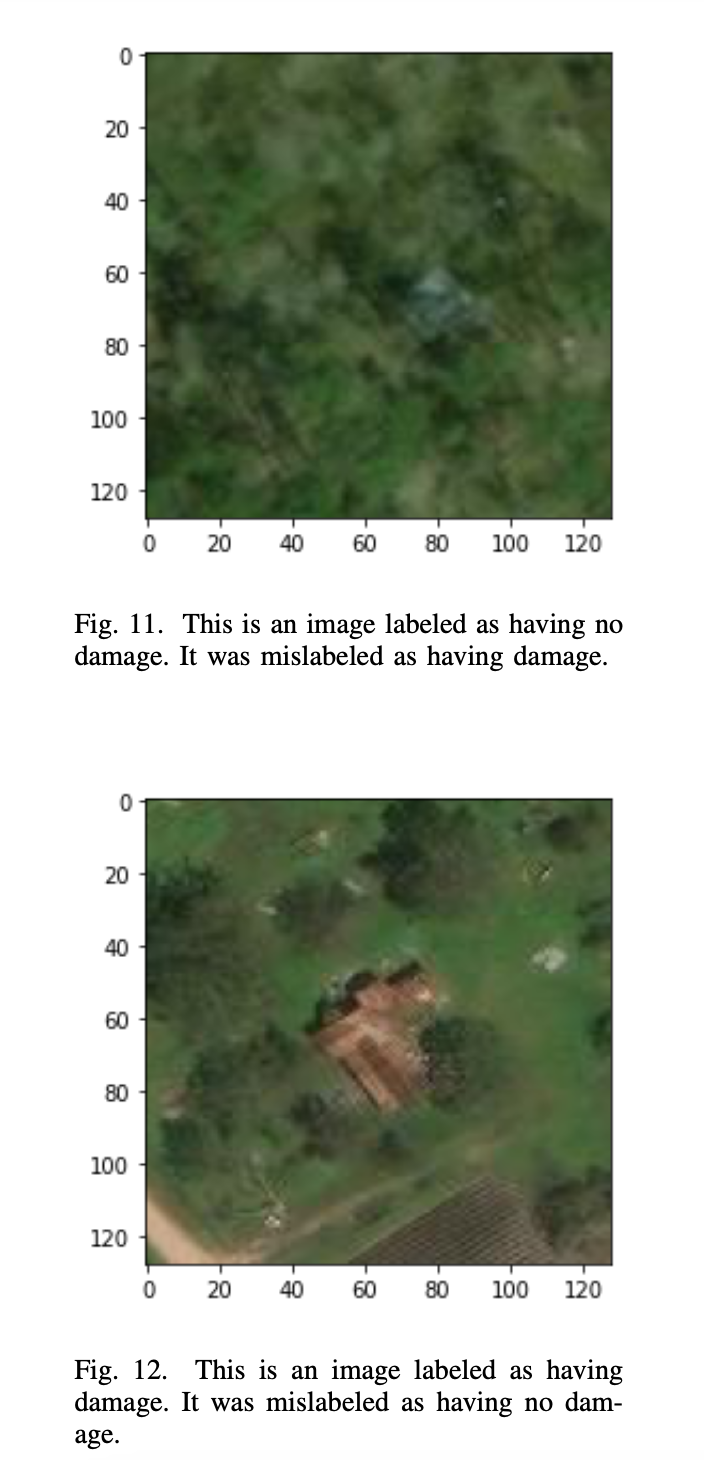 0
20
40
60
80
100
120
0 20 40 60 80 100 120
Fig. 11. This is an image labeled as having no
damage. It was mislabeled as having damage.
0
20
40
60
80
100
120
0 20 40 60 80 100 120
Fig. 12. This is an image labeled as having
damage. It was mislabeled as having no dam-
age.